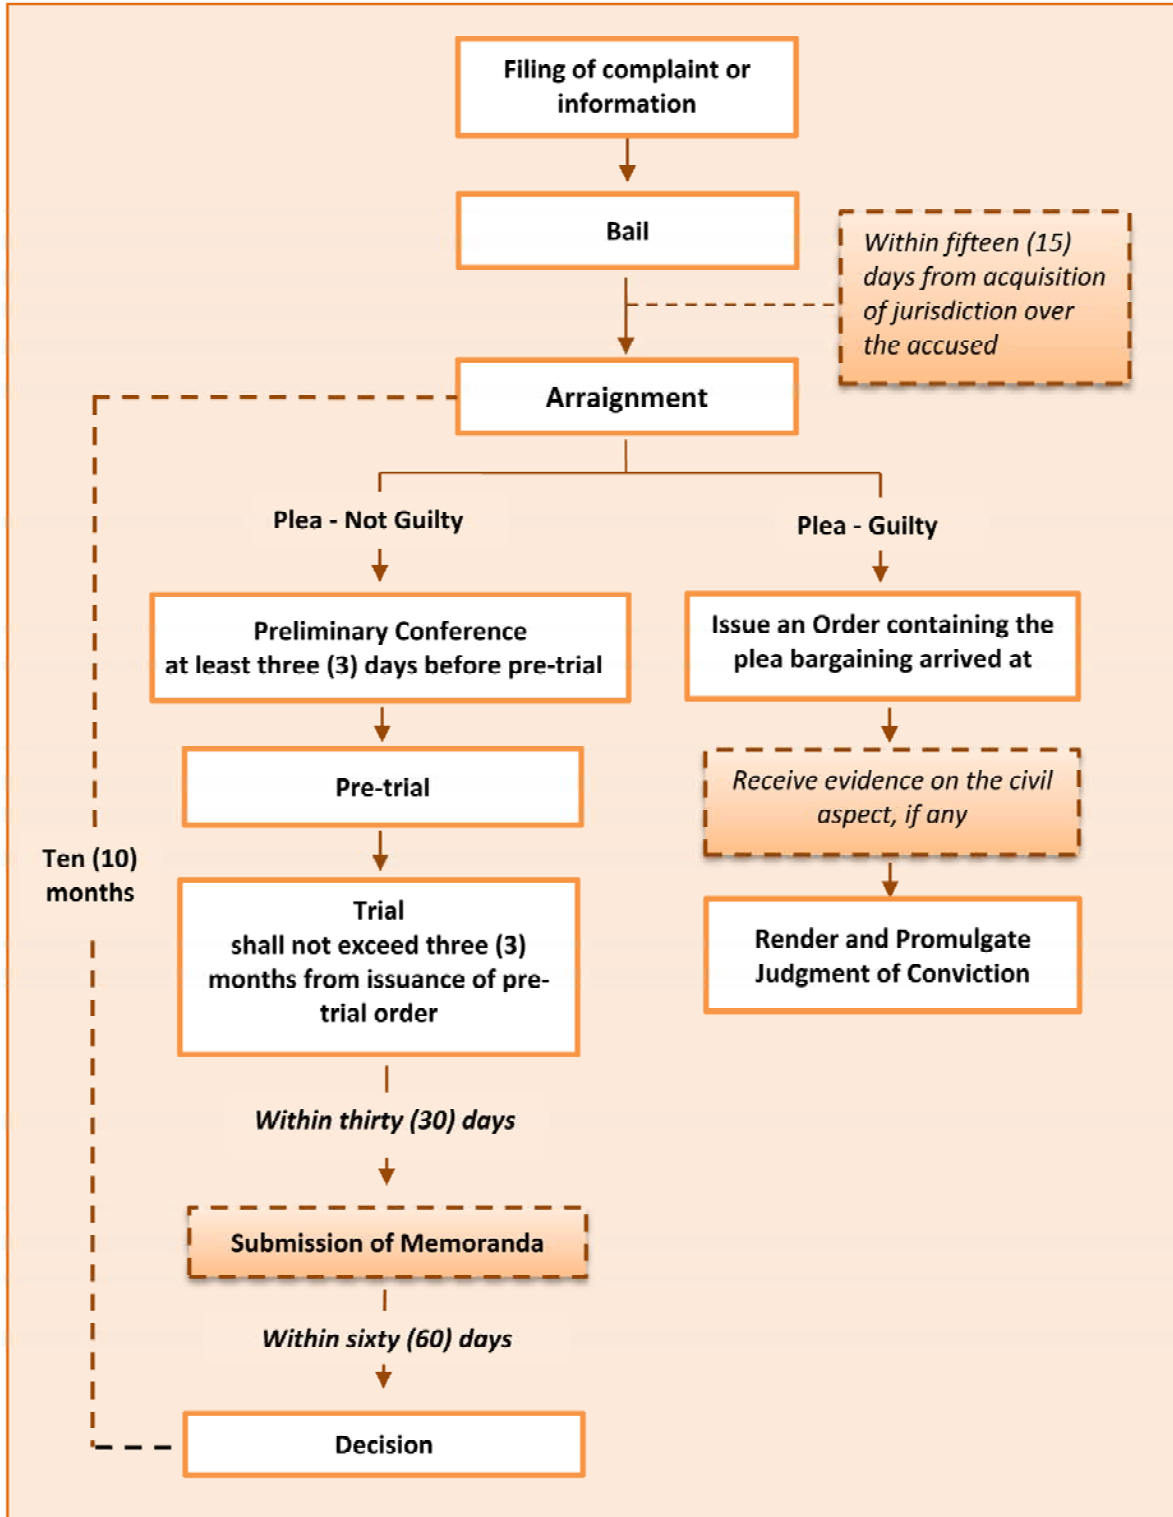 Filing of complaint or
information
Bail
Within fifteen (15)
days from acquisition
of jurisdiction over
the accused
Arraignment
Plea - Not Guilty
Plea - Guilty
Preliminary Conference
at least three (3) days before pre-trial
Issue an Order containing the
plea bargaining arrived at
Pre-trial
Receive evidence on the civil
aspect, if any
Ten (10)
months
Trial
shall not exceed three (3)
months from issuance of pre-
trial order
Render and Promulgate
Judgment of Conviction
Within thirty (30) days
Submission of Memoranda
Within sixty (60) days
Decision